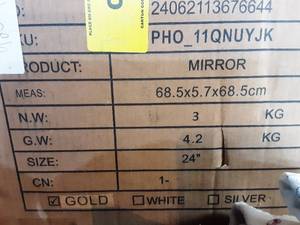 24062113676644
KU: PHO_11QNUYJK
PRODUCT: MIRROR
MEAS: 68.5x5.7x68.5cm
N.W: 3 KG
G.W: 4.2 KG
SIZE: 24"
CN: 1-
☑ GOLD ☐ WHITE ☐ SILVER